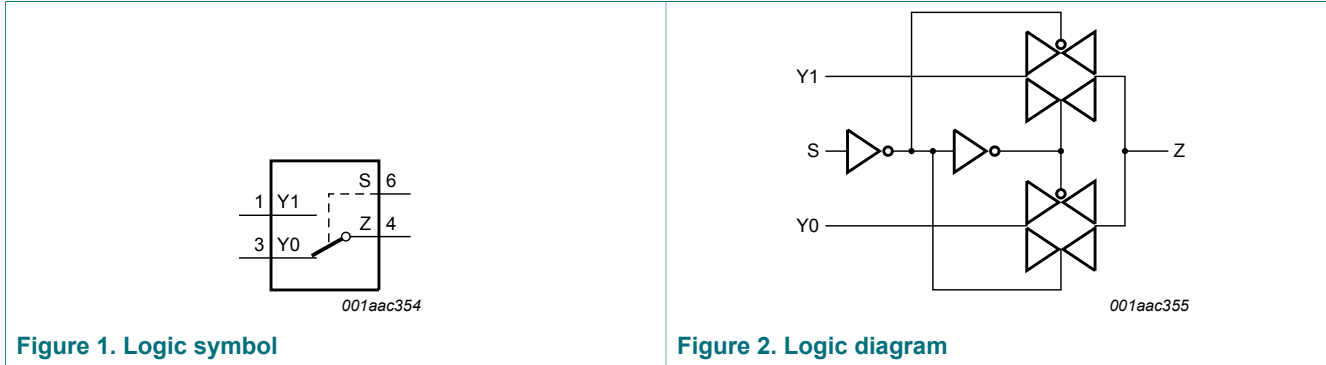 S 6
1 Y1
Z 4
3 Y0
001aac354
Figure 1. Logic symbol
Y1
S
Z
Y0
001aac355
Figure 2. Logic diagram